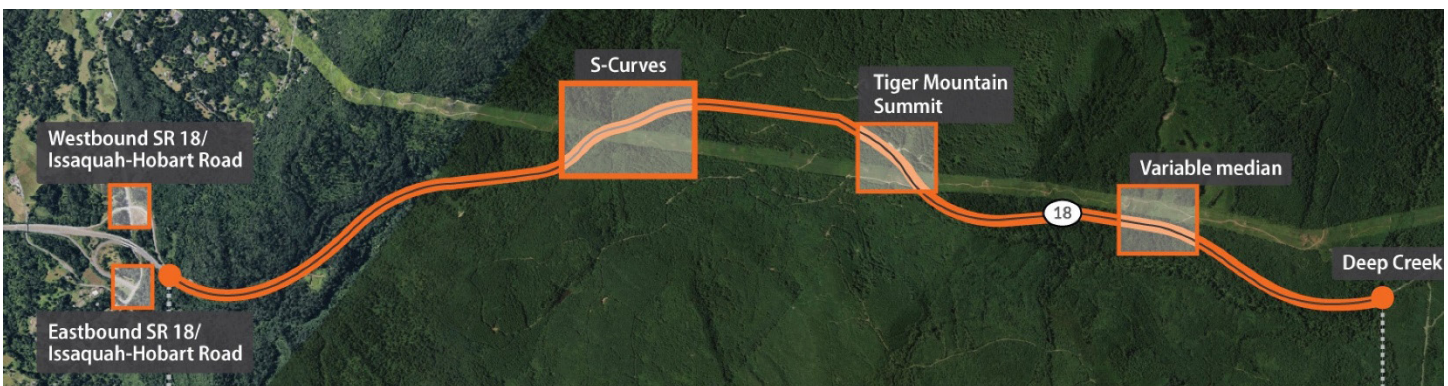 Westbound SR 18/
Issaquah-Hobart Road
Eastbound SR 18/
Issaquah-Hobart Road
S-Curves
Tiger Mountain
Summit
18
Variable median
Deep Creek